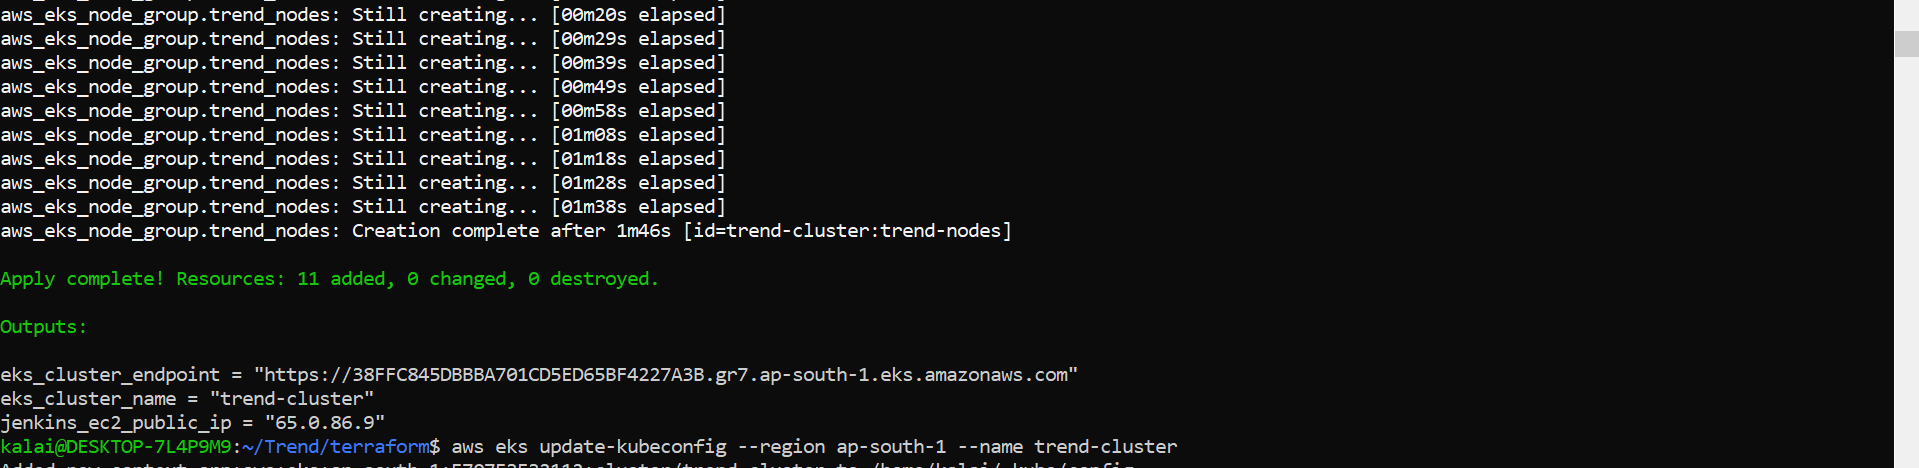 aws_eks_node_group.trend_nodes: Still creating... [00m20s elapsed]
aws_eks_node_group.trend_nodes: Still creating... [00m29s elapsed]
aws_eks_node_group.trend_nodes: Still creating... [00m39s elapsed]
aws_eks_node_group.trend_nodes: Still creating... [00m49s elapsed]
aws_eks_node_group.trend_nodes: Still creating... [00m58s elapsed]
aws_eks_node_group.trend_nodes: Still creating... [01m08s elapsed]
aws_eks_node_group.trend_nodes: Still creating... [01m18s elapsed]
aws_eks_node_group.trend_nodes: Still creating... [01m28s elapsed]
aws_eks_node_group.trend_nodes: Still creating... [01m38s elapsed]
aws_eks_node_group.trend_nodes: Creation complete after 1m46s [id=trend-cluster:trend-nodes]
Apply complete! Resources: 11 added, 0 changed, 0 destroyed.
Outputs:
eks_cluster_endpoint = "https://38FFC845DBBBA701CD5ED65BF4227A3B.gr7.ap-south-1.eks.amazonaws.com"
eks_cluster_name = "trend-cluster"
jenkins_ec2_public_ip = "65.0.86.9"
kalai@DESKTOP-7L4P9M9:~/Trend/terraform$ aws eks update-kubeconfig --region ap-south-1 --name trend-cluster
Added new context